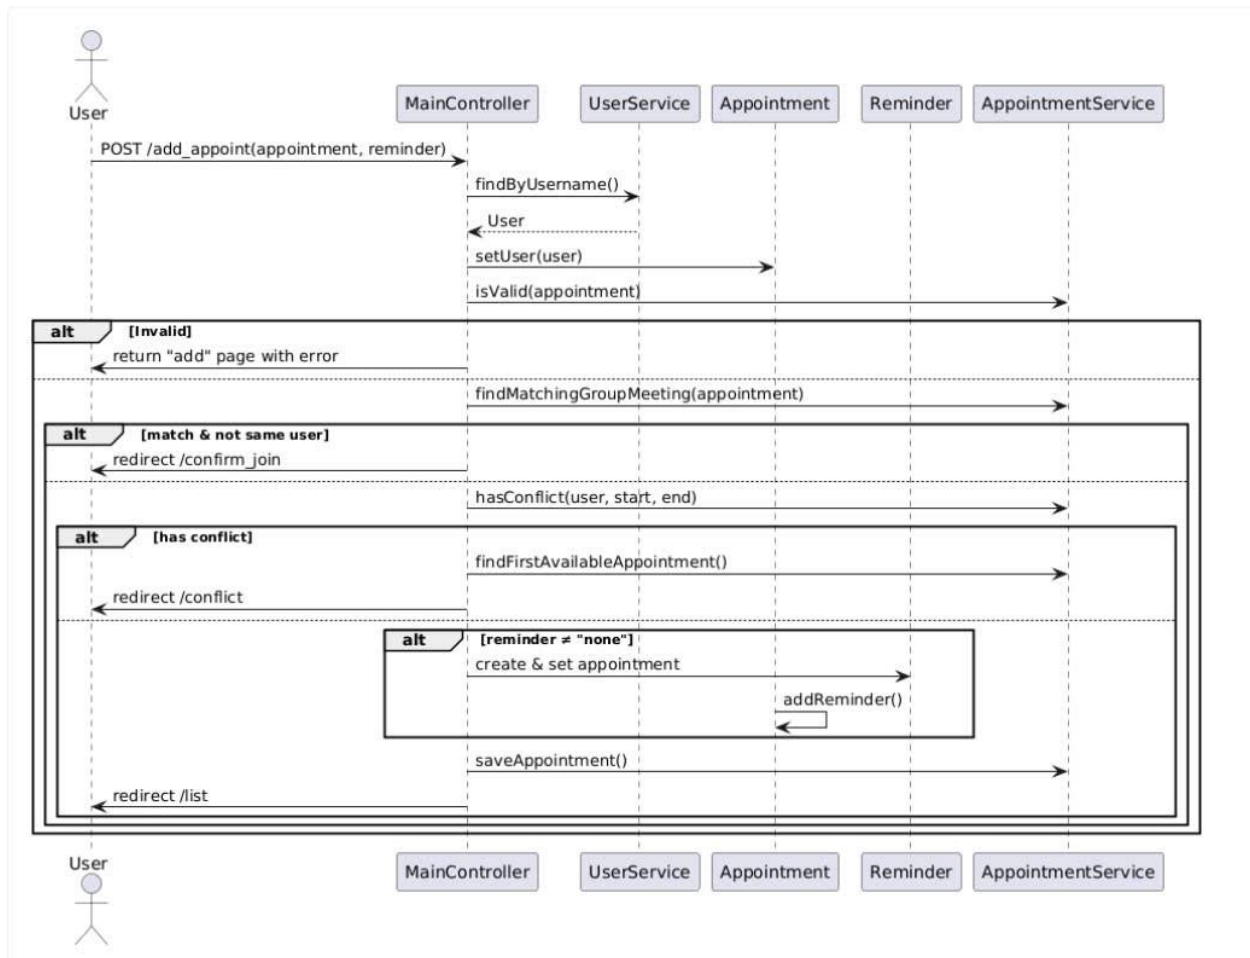 User
MainController
UserService
Appointment
Reminder
AppointmentService
POST /add_appoint(appointment, reminder)
findByUsername()
User
setUser(user)
isValid(appointment)
alt [Invalid]
return "add" page with error
findMatchingGroupMeeting(appointment)
alt [match & not same user]
redirect /confirm_join
hasConflict(user, start, end)
alt [has conflict]
findFirstAvailableAppointment()
redirect /conflict
alt [reminder ≠ "none"]
create & set appointment
addReminder()
saveAppointment()
redirect /list
User
MainController
UserService
Appointment
Reminder
AppointmentService